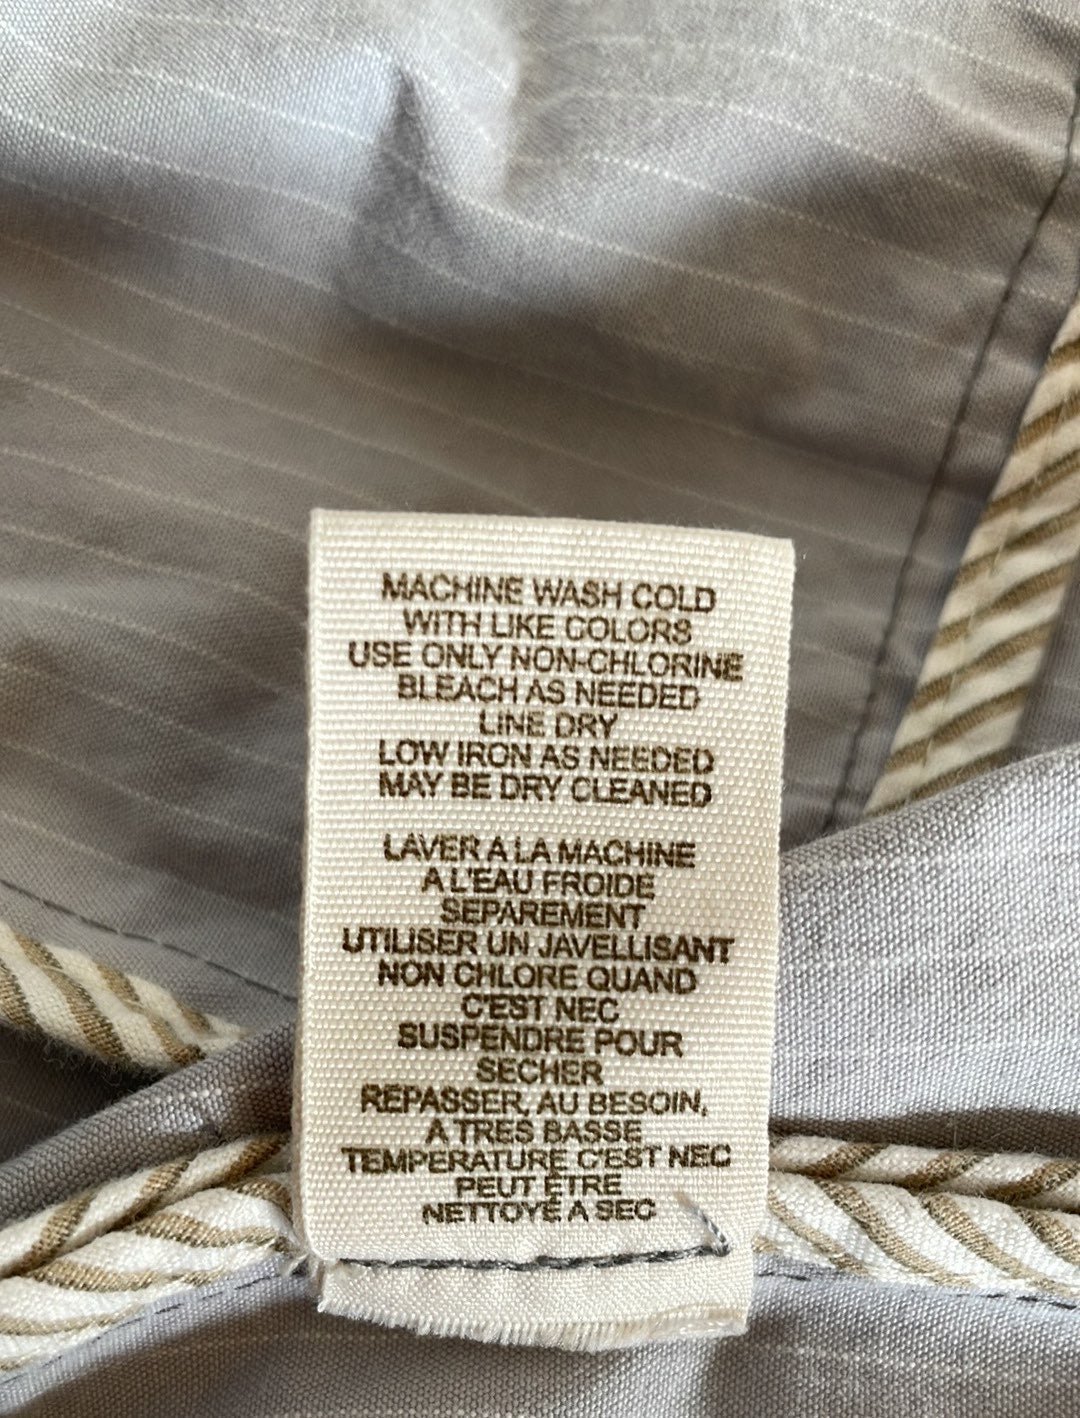 MACHINE WASH COLD
WITH LIKE COLORS
USE ONLY NON-CHLORINE
BLEACH AS NEEDED
LINE DRY
LOW IRON AS NEEDED
MAY BE DRY CLEANED
LAVER A LA MACHINE
A L'EAU FROIDE
SEPAREMENT
UTILISER UN JAVELLISANT
NON CHLORE QUAND
C'EST NEC
SUSPENDRE POUR
SECHER
REPASSER, AU BESOIN,
A TRES BASSE
TEMPERATURE C'EST NEC
PEUT ÊTRE
NETTOYE A SEC